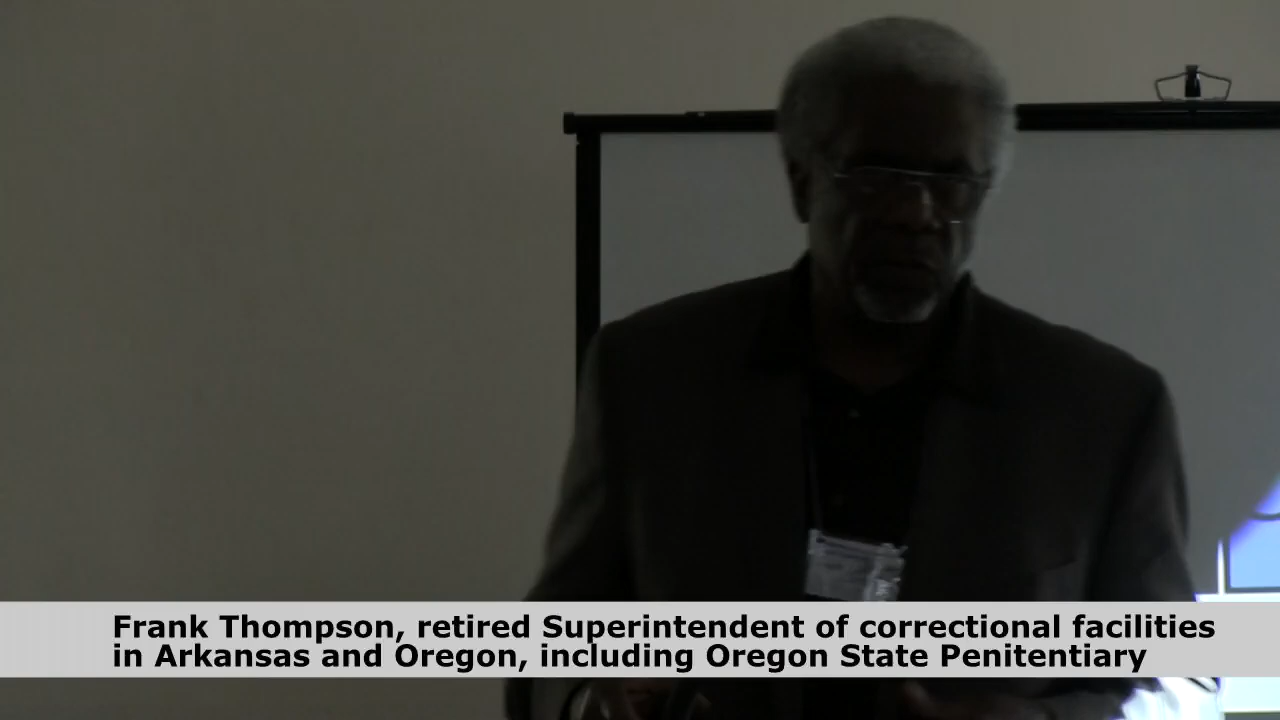 Frank Thompson, retired Superintendent of correctional facilities
in Arkansas and Oregon, including Oregon State Penitentiary